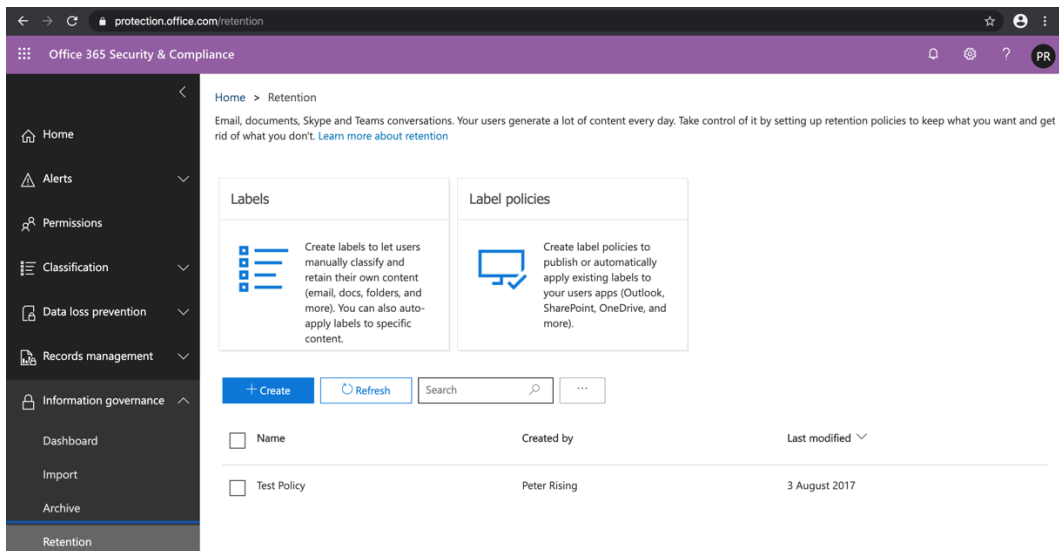 protection.office.com/retention
Office 365 Security & Compliance
PR
Home
Alerts
Permissions
Classification
Data loss prevention
Records management
Information governance
Dashboard
Import
Archive
Retention
Home > Retention
Email, documents, Skype and Teams conversations. Your users generate a lot of content every day. Take control of it by setting up retention policies to keep what you want and get
rid of what you don't. Learn more about retention
Labels
Create labels to let users
manually classify and
retain their own content
(email, docs, folders, and
more). You can also auto-
apply labels to specific
content.
Label policies
Create label policies to
publish or automatically
apply existing labels to
your users apps (Outlook,
SharePoint, OneDrive, and
more).
+ Create
Refresh
Search
...
Name Created by Last modified
Test Policy Peter Rising 3 August 2017